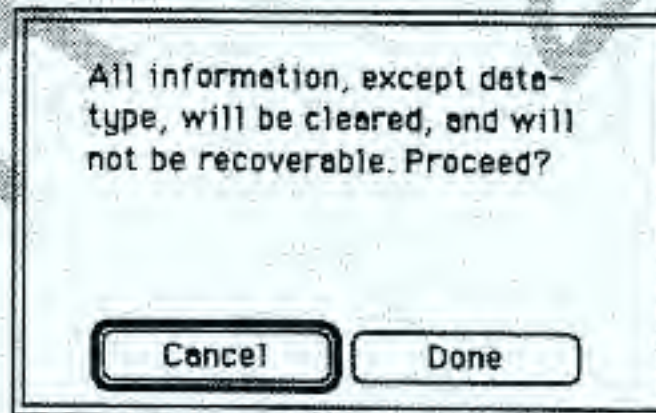 All information, except data-
type, will be cleared, and will
not be recoverable. Proceed?
Cancel
Done